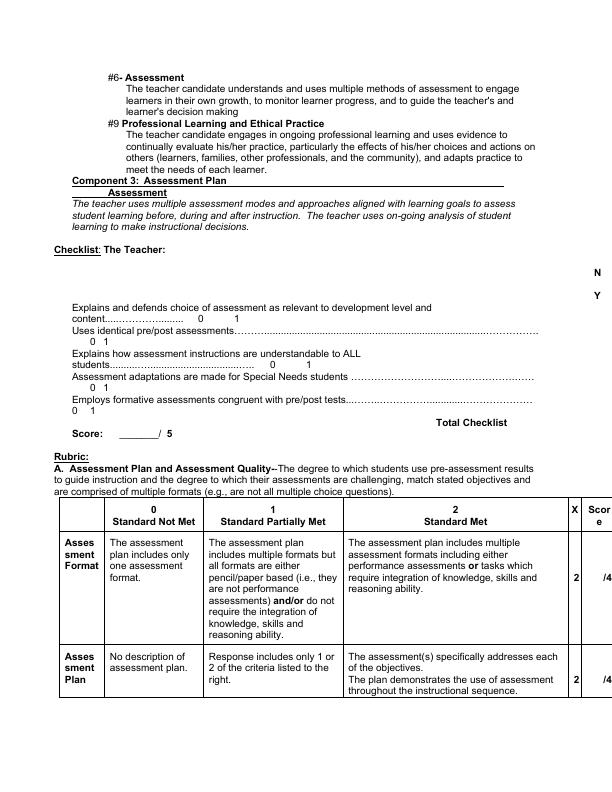 #6- Assessment
The teacher candidate understands and uses multiple methods of assessment to engage
learners in their own growth, to monitor learner progress, and to guide the teacher's and
learner's decision making
#9 Professional Learning and Ethical Practice
The teacher candidate engages in ongoing professional learning and uses evidence to
continually evaluate his/her practice, particularly the effects of his/her choices and actions on
others (learners, families, other professionals, and the community), and adapts practice to
meet the needs of each learner.
Component 3: Assessment Plan
Assessment
The teacher uses multiple assessment modes and approaches aligned with learning goals to assess
student learning before, during and after instruction. The teacher uses on-going analysis of student
learning to make instructional decisions.
Checklist: The Teacher:
N
Y
Explains and defends choice of assessment as relevant to development level and
content.....………….........  0  1
Uses identical pre/post assessments………...................................................................................……………….
0 1
Explains how assessment instructions are understandable to ALL
students.........…..............................…..  0  1
Assessment adaptations are made for Special Needs students ………………………....………………..…..
0 1
Employs formative assessments congruent with pre/post tests...……..…………………………………….
0 1
Total Checklist
Score: _______/ 5
Rubric:
A. Assessment Plan and Assessment Quality--The degree to which students use pre-assessment results
to guide instruction and the degree to which their assessments are challenging, match stated objectives and
are comprised of multiple formats (e.g., are not all multiple choice questions).
0
Standard Not Met
1
Standard Partially Met
2
Standard Met
X
Scor
e
Asses
sment
Format
The assessment
plan includes only
one assessment
format.
The assessment plan
includes multiple formats but
all formats are either
pencil/paper based (i.e., they
are not performance
assessments) and/or do not
require the integration of
knowledge, skills and
reasoning ability.
The assessment plan includes multiple
assessment formats including either
performance assessments or tasks which
require integration of knowledge, skills and
reasoning ability.
2
/4
Asses
sment
Plan
No description of
assessment plan.
Response includes only 1 or
2 of the criteria listed to the
right.
The assessment(s) specifically addresses each
of the objectives.
The plan demonstrates the use of assessment
throughout the instructional sequence.
2
/4